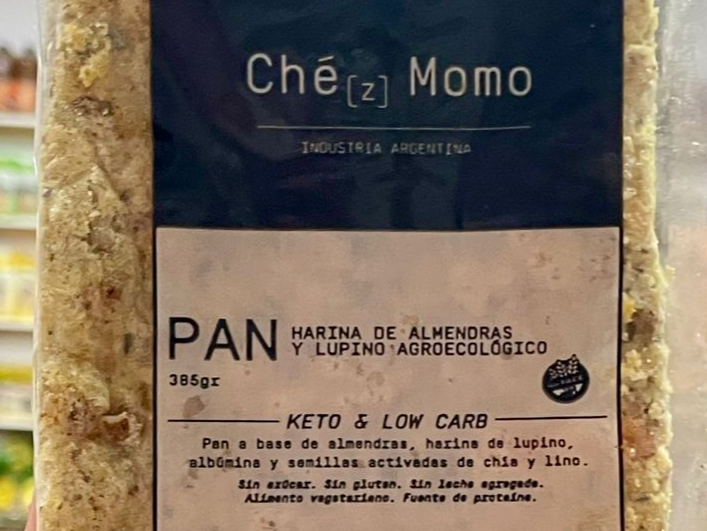 Ché[z] Momo
INDUSTRIA ARGENTINA
PAN HARINA DE ALMENDRAS
Y LUPINO AGROECOLÓGICO
385gr
KETO & LOW CARB
Pan a base de almendras, harina de lupino,
albúmina y semillas activadas de chía y lino.
Sin azúcar. Sin gluten. Sin leche agregada.
Alimento vegetariano. Fuente de proteína.